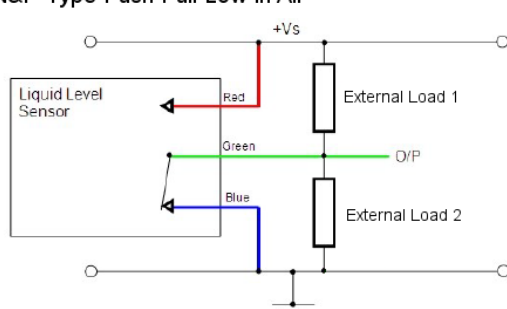 Type Push Pull Low in Air
+Vs
Liquid Level
Sensor
Red
External Load 1
Green
O/P
Blue
External Load 2